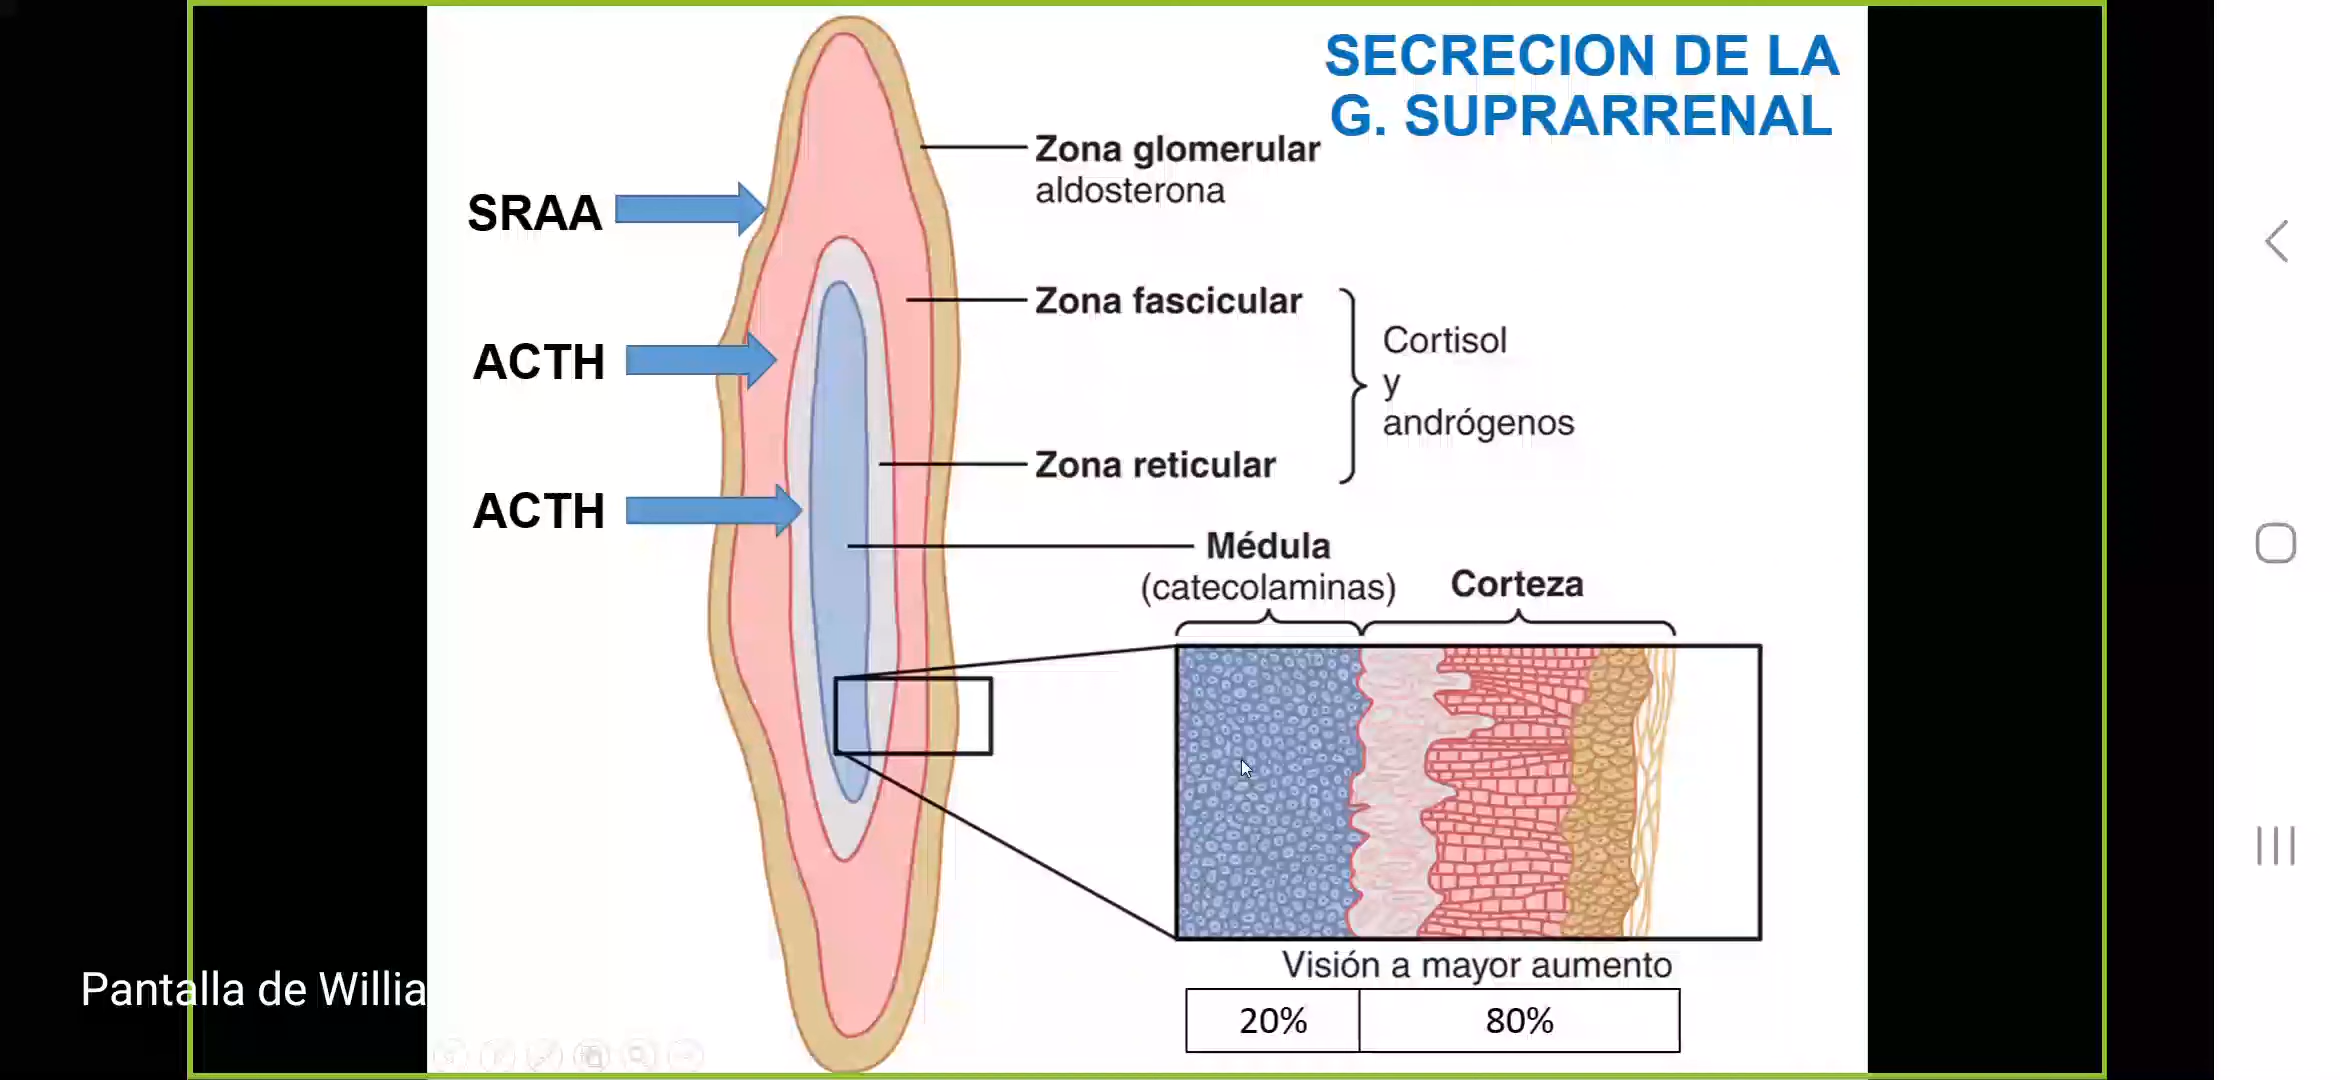 SECRECION DE LA
G. SUPRARRENAL
Zona glomerular
aldosterona
SRAA
Zona fascicular
ACTH
Cortisol
y
andrógenos
Zona reticular
ACTH
Médula
(catecolaminas)
Corteza
Visión a mayor aumento
20%
80%
Pantalla de Willia